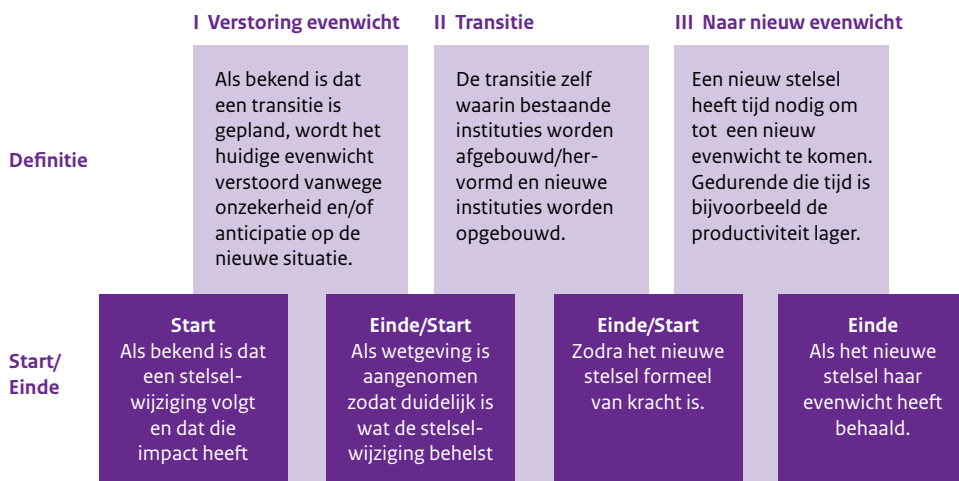 I Verstoring evenwicht
II Transitie
III Naar nieuw evenwicht
Definitie
Als bekend is dat
een transitie is
gepland, wordt het
huidige evenwicht
verstoord vanwege
onzekerheid en/of
anticipatie op de
nieuwe situatie.
De transitie zelf
waarin bestaande
instituties worden
afgebouwd/her-
vormd en nieuwe
instituties worden
opgebouwd.
Een nieuw stelsel
heeft tijd nodig om
tot een nieuw
evenwicht te komen.
Gedurende die tijd is
bijvoorbeeld de
productiviteit lager.
Start/
Einde
Start
Als bekend is dat
een stelsel-
wijziging volgt
en dat die
impact heeft
Einde/Start
Als wetgeving is
aangenomen
zodat duidelijk is
wat de stelsel-
wijziging behelst
Einde/Start
Zodra het nieuwe
stelsel formeel
van kracht is.
Einde
Als het nieuwe
stelsel haar
evenwicht heeft
behaald.